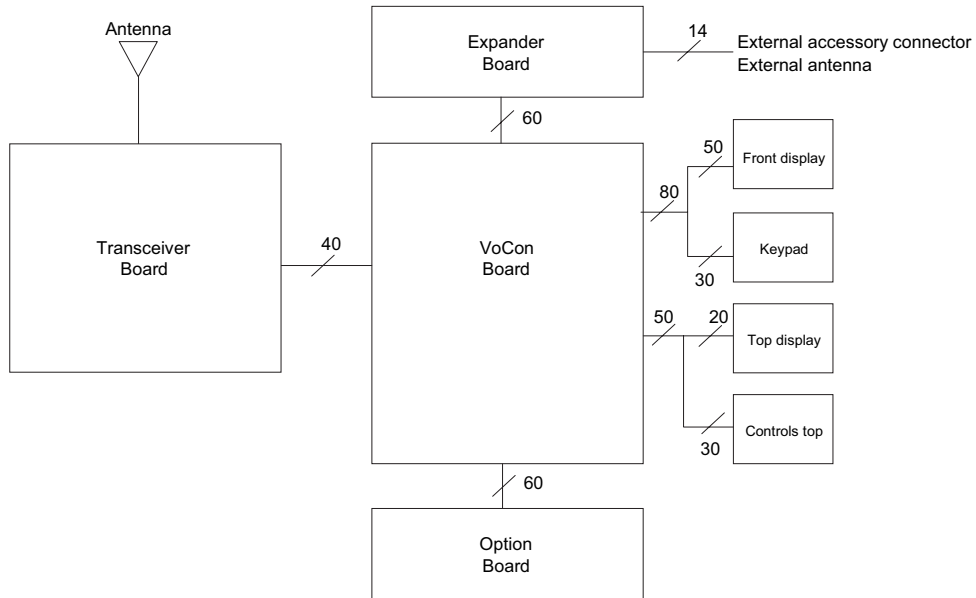 Antenna
Expander
Board
14
External accessory connector
External antenna
60
Transceiver
Board
40
VoCon
Board
80
50
Front display
30
Keypad
50
20
Top display
30
Controls top
60
Option
Board